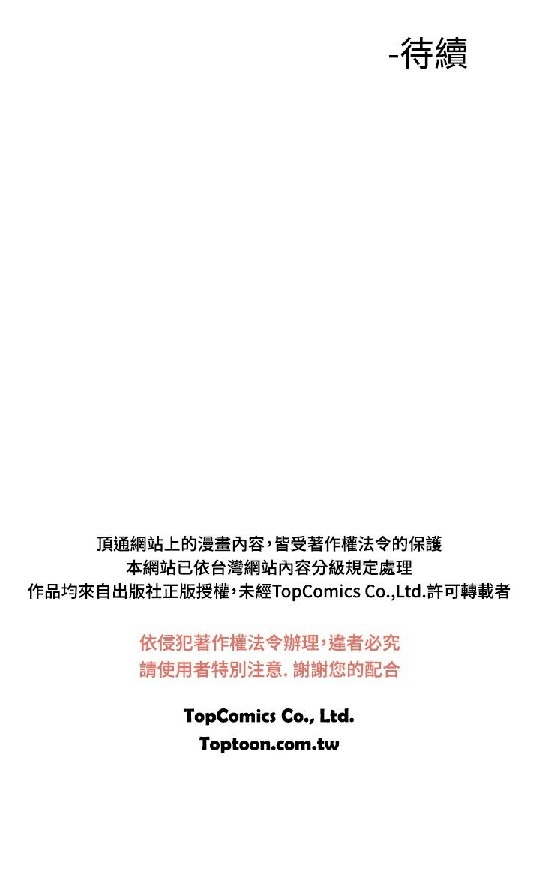 -待續
頂通網站上的漫畫內容，皆受著作權法令的保護
本網站已依台灣網站內容分級規定處理
作品均來自出版社正版授權，未經TopComics Co.,Ltd.許可轉載者
依侵犯著作權法令辦理，違者必究
請使用者特別注意. 謝謝您的配合
TopComics Co., Ltd.
Toptoon.com.tw